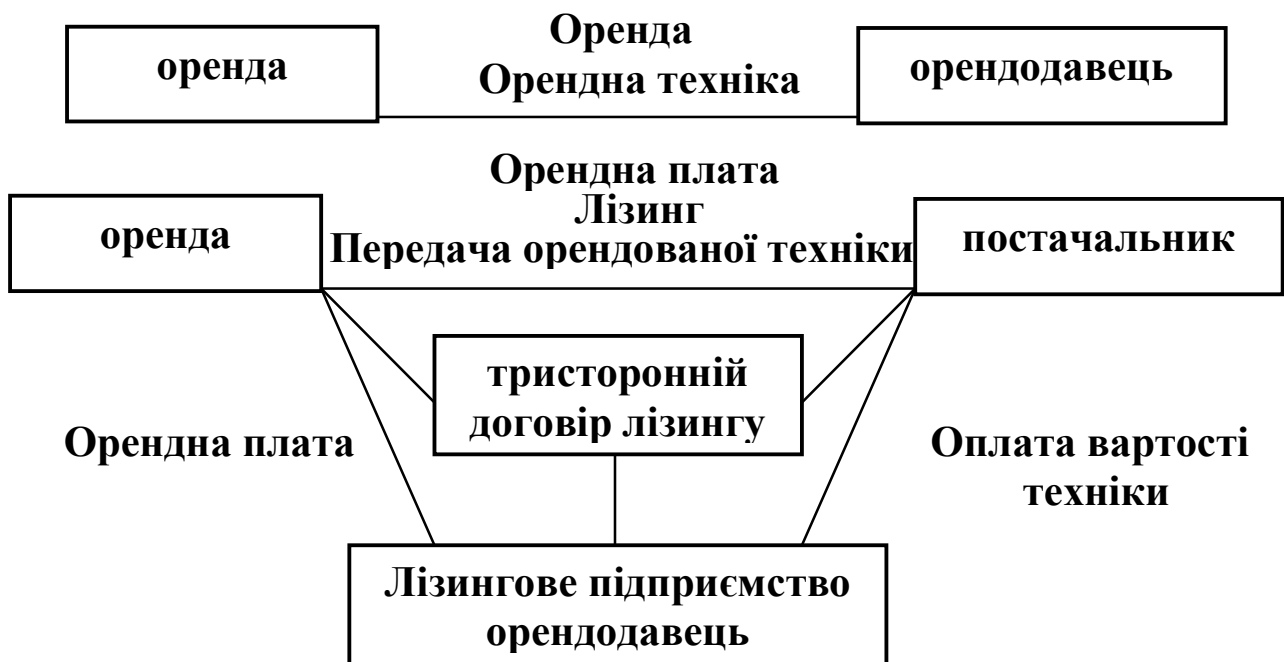 Оренда
оренда
Орендна техніка
орендодавець
Орендна плата
Лізинг
оренда
Передача орендованої техніки
постачальник
тристоронній
договір лізингу
Орендна плата
Оплата вартості
техніки
Лізингове підприємство
орендодавець